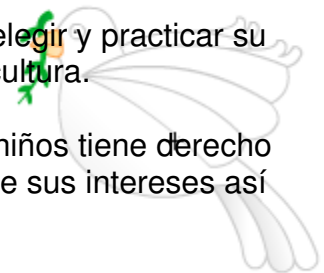 elegir y practicar su
cultura.
niños tiene derecho
e sus intereses así